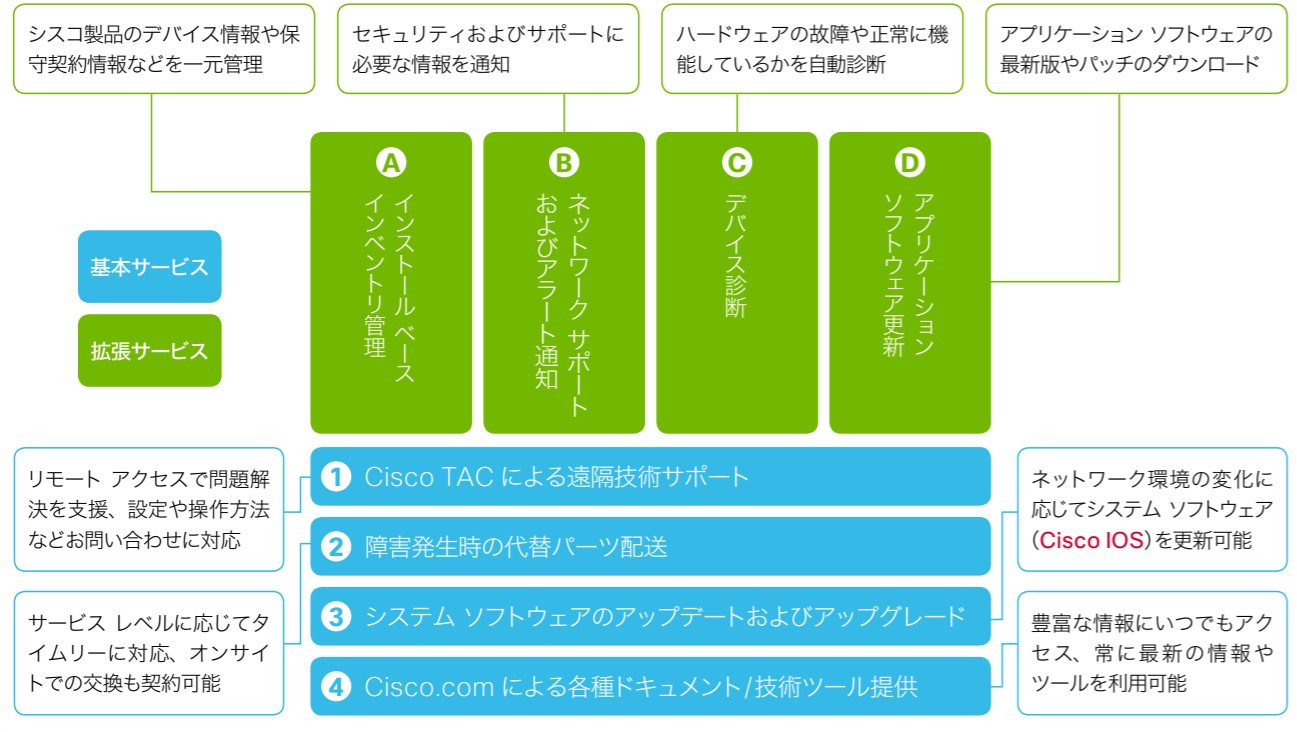 シスコ製品のデバイス情報や保
守契約情報などを一元管理
セキュリティおよびサポートに
必要な情報を通知
ハードウェアの故障や正常に機
能しているかを自動診断
アプリケーション ソフトウェアの
最新版やパッチのダウンロード
A
インストール ベース
インベントリ管理
B
ネットワーク サポート
およびアラート通知
C
デバイス診断
D
アプリケーション
ソフトウェア更新
基本サービス
拡張サービス
リモート アクセスで問題解
決を支援、設定や操作方法
などお問い合わせに対応
サービス レベルに応じてタ
イムリーに対応、オンサイ
トでの交換も契約可能
1 Cisco TAC による遠隔技術サポート
2 障害発生時の代替パーツ配送
3 システム ソフトウェアのアップデートおよびアップグレード
4 Cisco.com による各種ドキュメント/技術ツール提供
ネットワーク環境の変化に
応じてシステム ソフトウェア
（Cisco IOS）を更新可能
豊富な情報にいつでもアク
セス、常に最新の情報や
ツールを利用可能